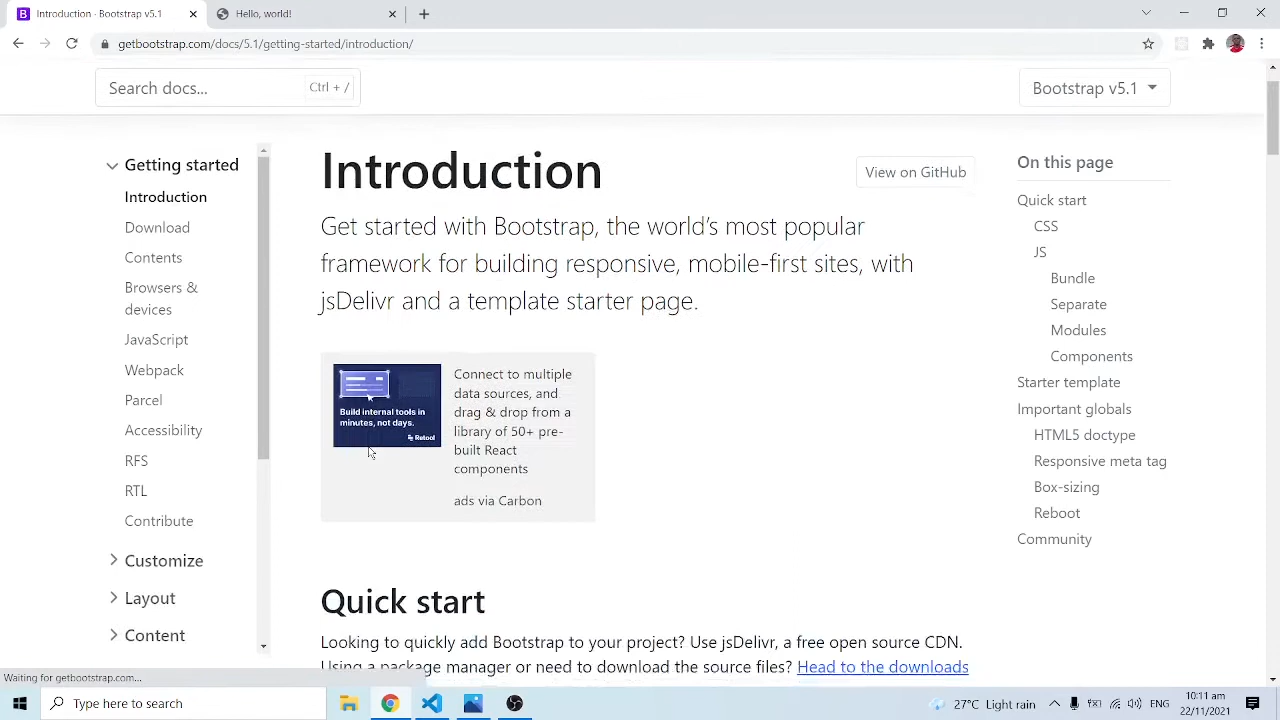 Introduction · Bootstrap v5.1
Hello, world!
getbootstrap.com/docs/5.1/getting-started/introduction/
Search docs...
Ctrl + /
Bootstrap v5.1
Getting started
Introduction
Download
Contents
Browsers &
devices
JavaScript
Webpack
Parcel
Accessibility
RFS
RTL
Contribute
Customize
Layout
Content
Introduction
View on GitHub
Get started with Bootstrap, the world’s most popular
framework for building responsive, mobile-first sites, with
jsDelivr and a template starter page.
Build internal tools in
minutes, not days.
Retool
Connect to multiple
data sources, and
drag & drop from a
library of 50+ pre-
built React
components
ads via Carbon
Quick start
Looking to quickly add Bootstrap to your project? Use jsDelivr, a free open source CDN.
Using a package manager or need to download the source files? Head to the downloads
On this page
Quick start
CSS
JS
Bundle
Separate
Modules
Components
Starter template
Important globals
HTML5 doctype
Responsive meta tag
Box-sizing
Reboot
Community
Waiting for getbootstrap.com...
Type here to search
27°C Light rain
10:11 am
22/11/2021